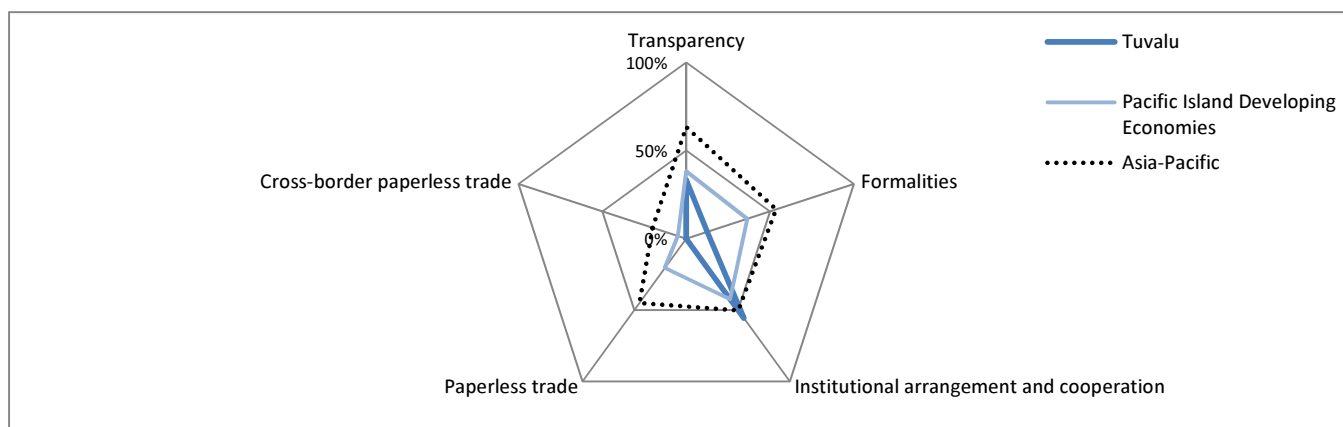 Transparency
100%
50%
0%
Formalities
Institutional arrangement and cooperation
Paperless trade
Cross-border paperless trade
Tuvalu
Pacific Island Developing
Economies
Asia-Pacific